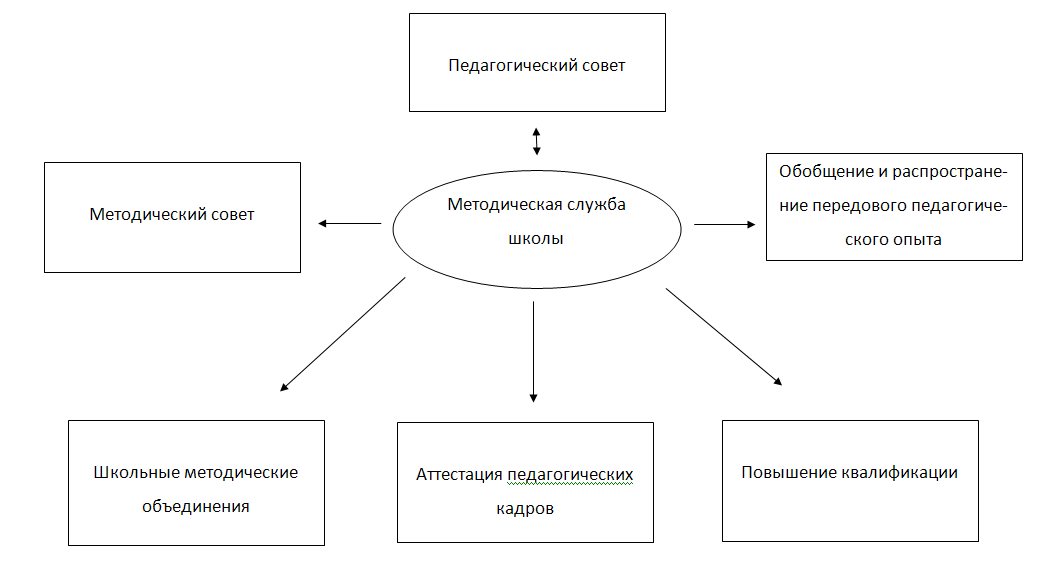 Педагогический совет
Методический совет
Методическая служба
школы
Обобщение и распростране-
ние передового педагогиче-
ского опыта
Школьные методические
объединения
Аттестация педагогических
кадров
Повышение квалификации